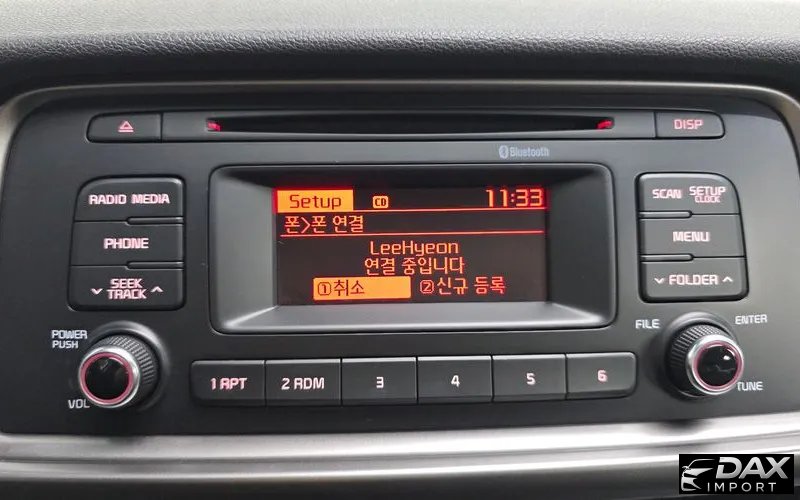 DISP
Bluetooth
RADIO MEDIA
SCAN SETUP
CLOCK
Setup CD 11:33
폰>폰 연결
PHONE
MENU
LeeHyeon
연결 중입니다
SEEK
TRACK
FOLDER
①취소 ②신규 등록
POWER
PUSH
FILE
ENTER
1 RPT 2 RDM 3 4 5 6
VOL
TUNE
DAX
IMPORT